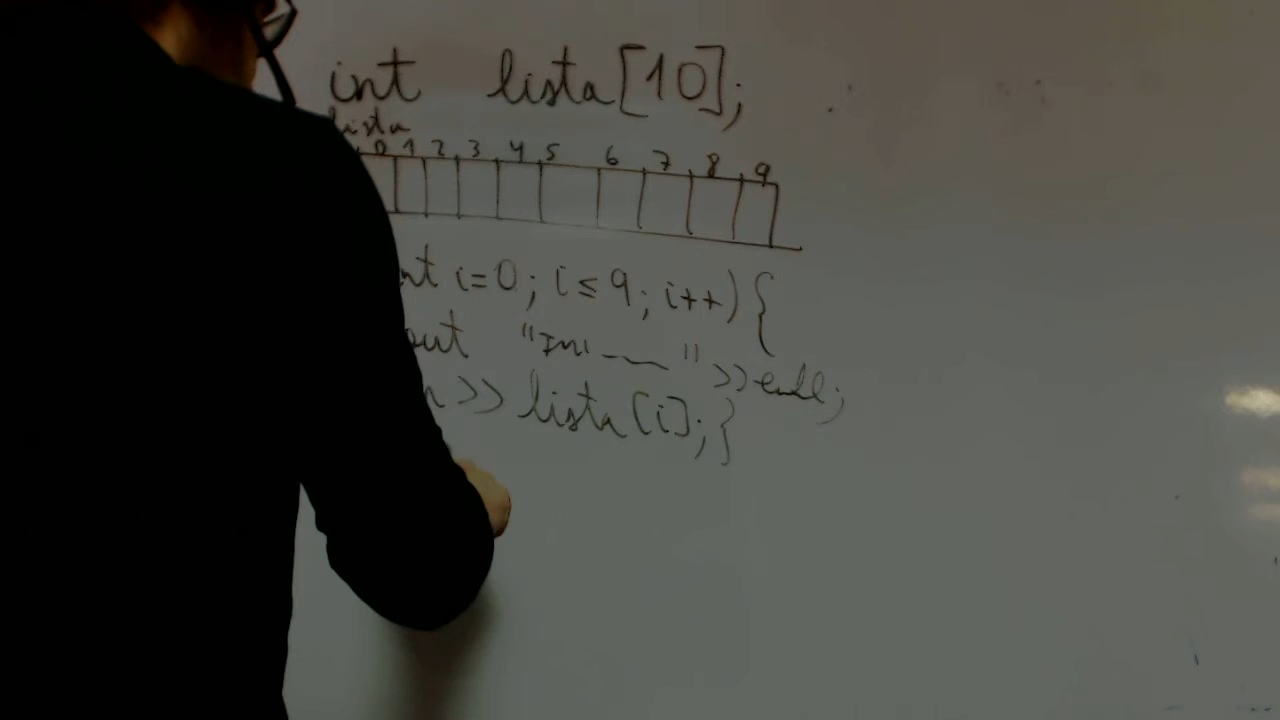 int lista[10];
lista
0 1 2 3 4 5 6 7 8 9
nt i=0; i≤9; i++){
out " " >>endl;
>> lista[i];}